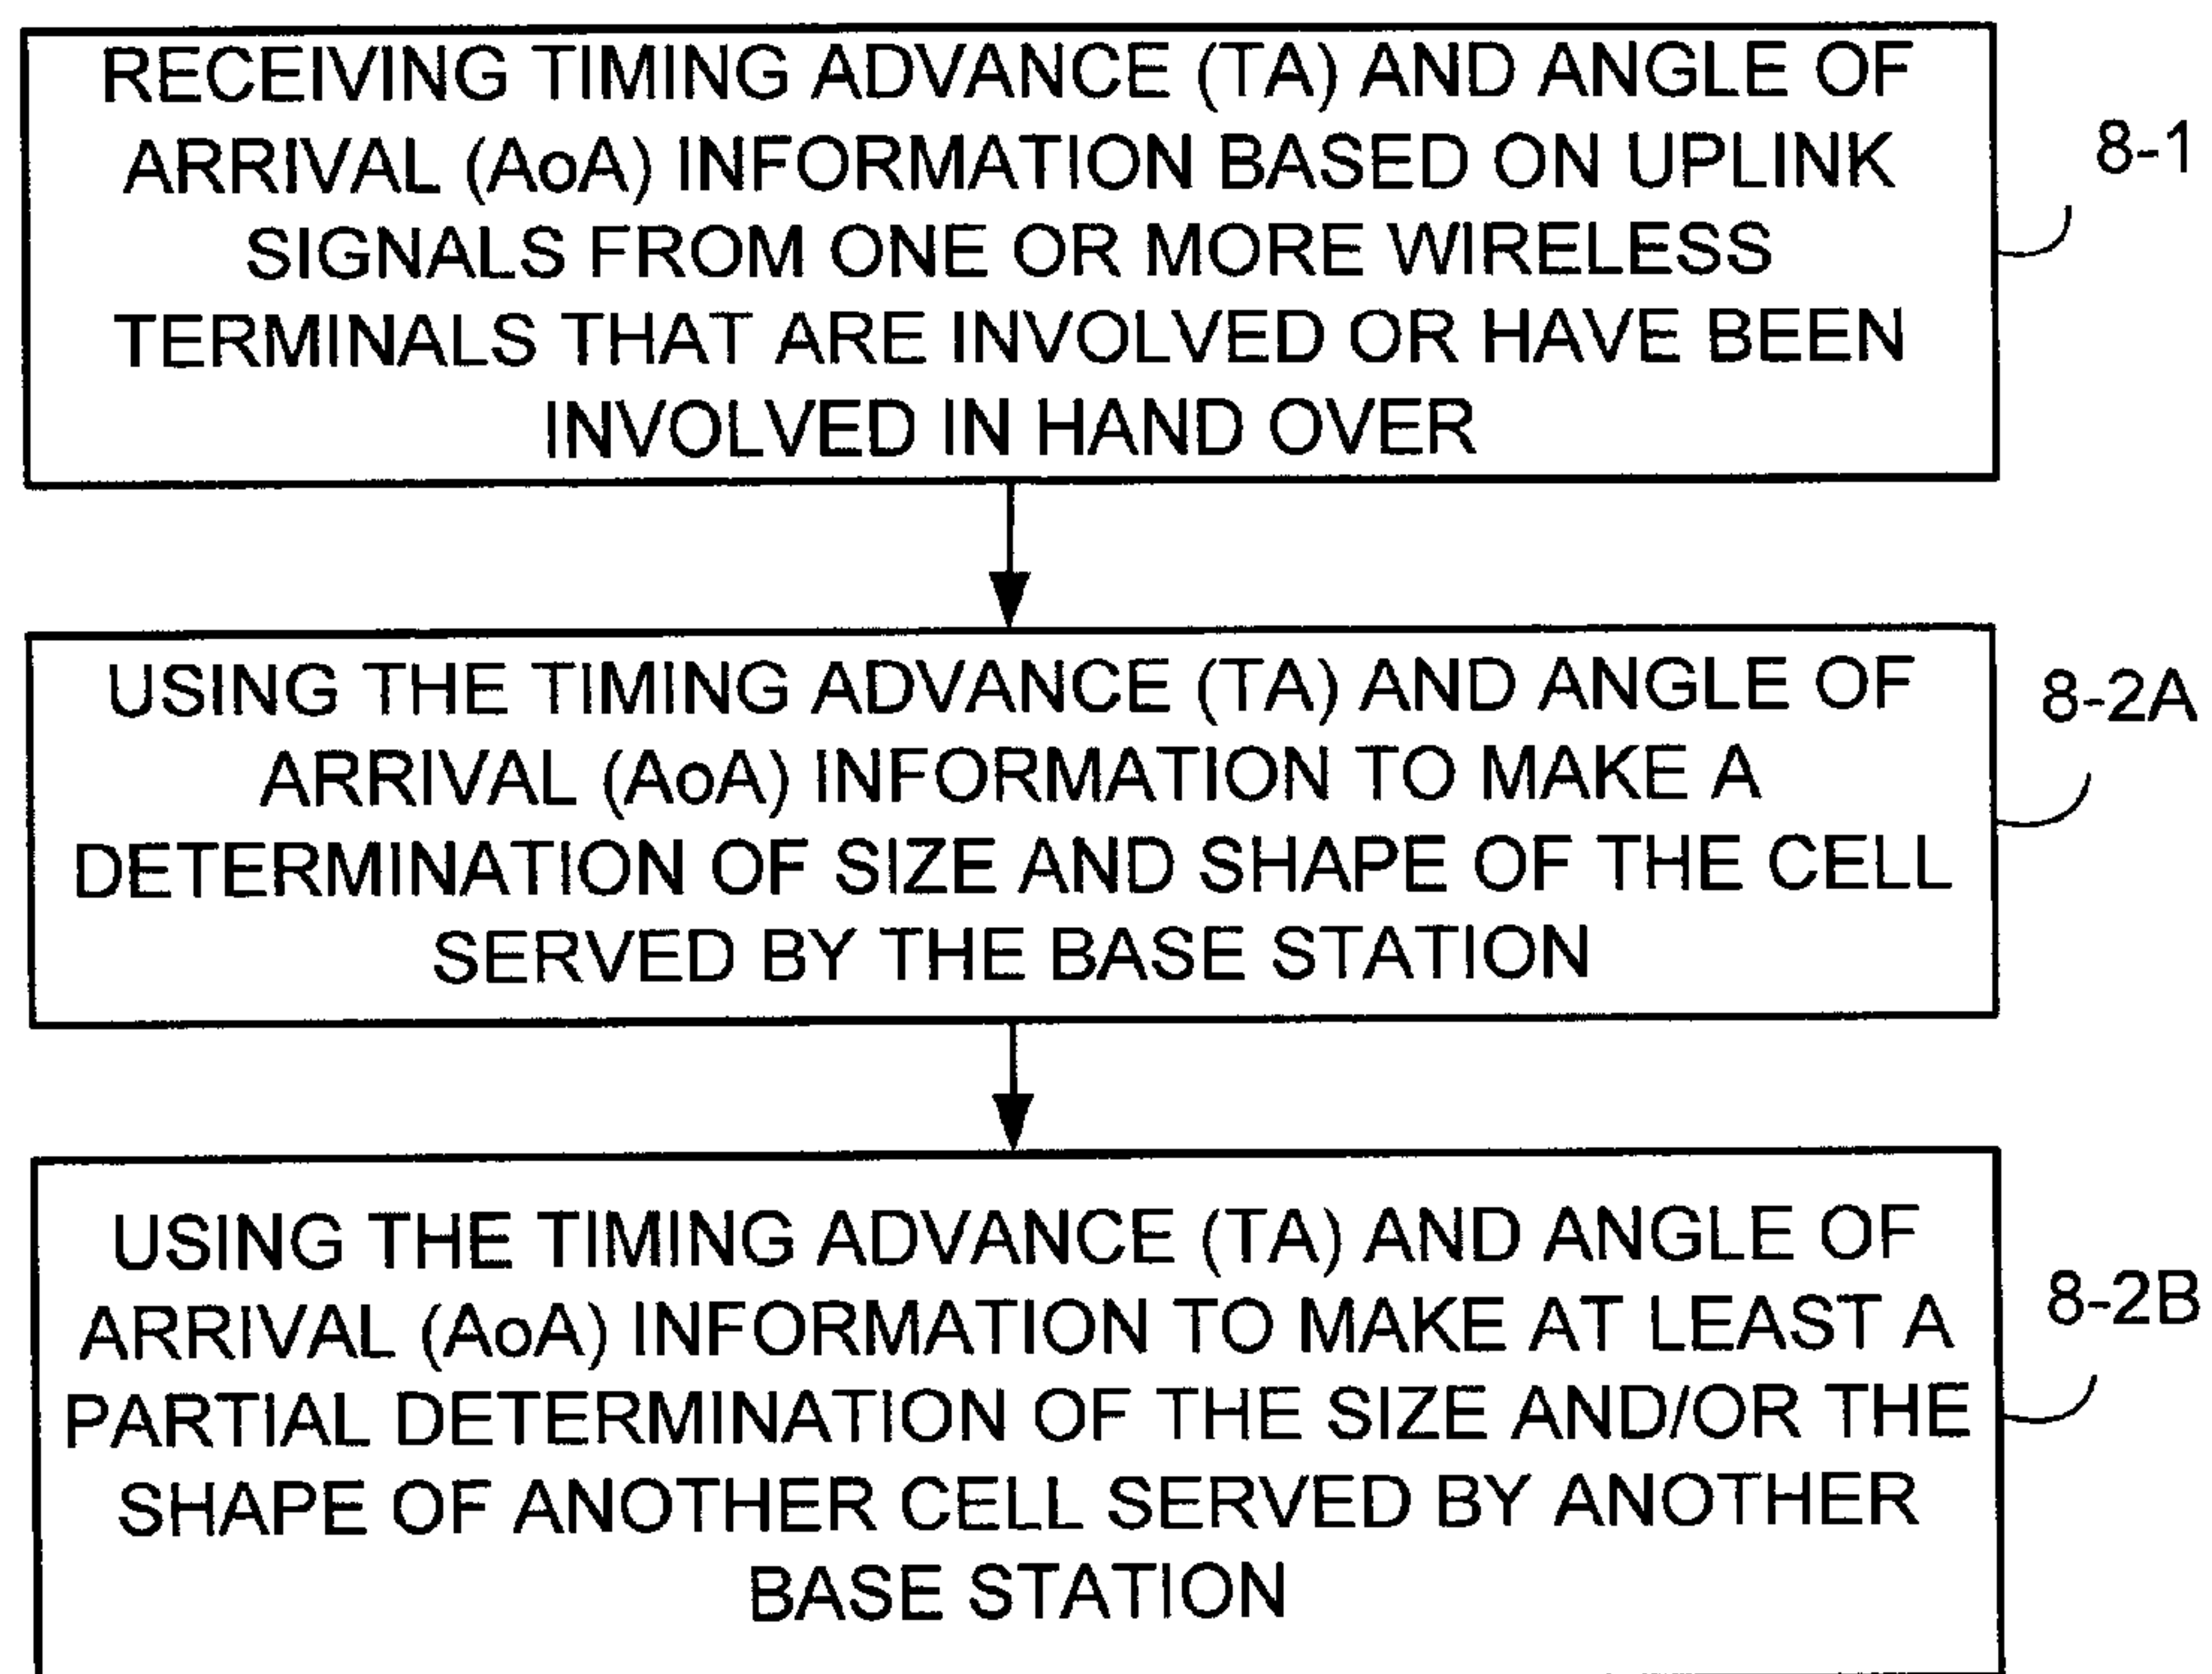 RECEIVING TIMING ADVANCE (TA) AND ANGLE OF
ARRIVAL (AoA) INFORMATION BASED ON UPLINK
SIGNALS FROM ONE OR MORE WIRELESS
TERMINALS THAT ARE INVOLVED OR HAVE BEEN
INVOLVED IN HAND OVER
8-1
USING THE TIMING ADVANCE (TA) AND ANGLE OF
ARRIVAL (AoA) INFORMATION TO MAKE A
DETERMINATION OF SIZE AND SHAPE OF THE CELL
SERVED BY THE BASE STATION
8-2A
USING THE TIMING ADVANCE (TA) AND ANGLE OF
ARRIVAL (AoA) INFORMATION TO MAKE AT LEAST A
PARTIAL DETERMINATION OF THE SIZE AND/OR THE
SHAPE OF ANOTHER CELL SERVED BY ANOTHER
BASE STATION
8-2B